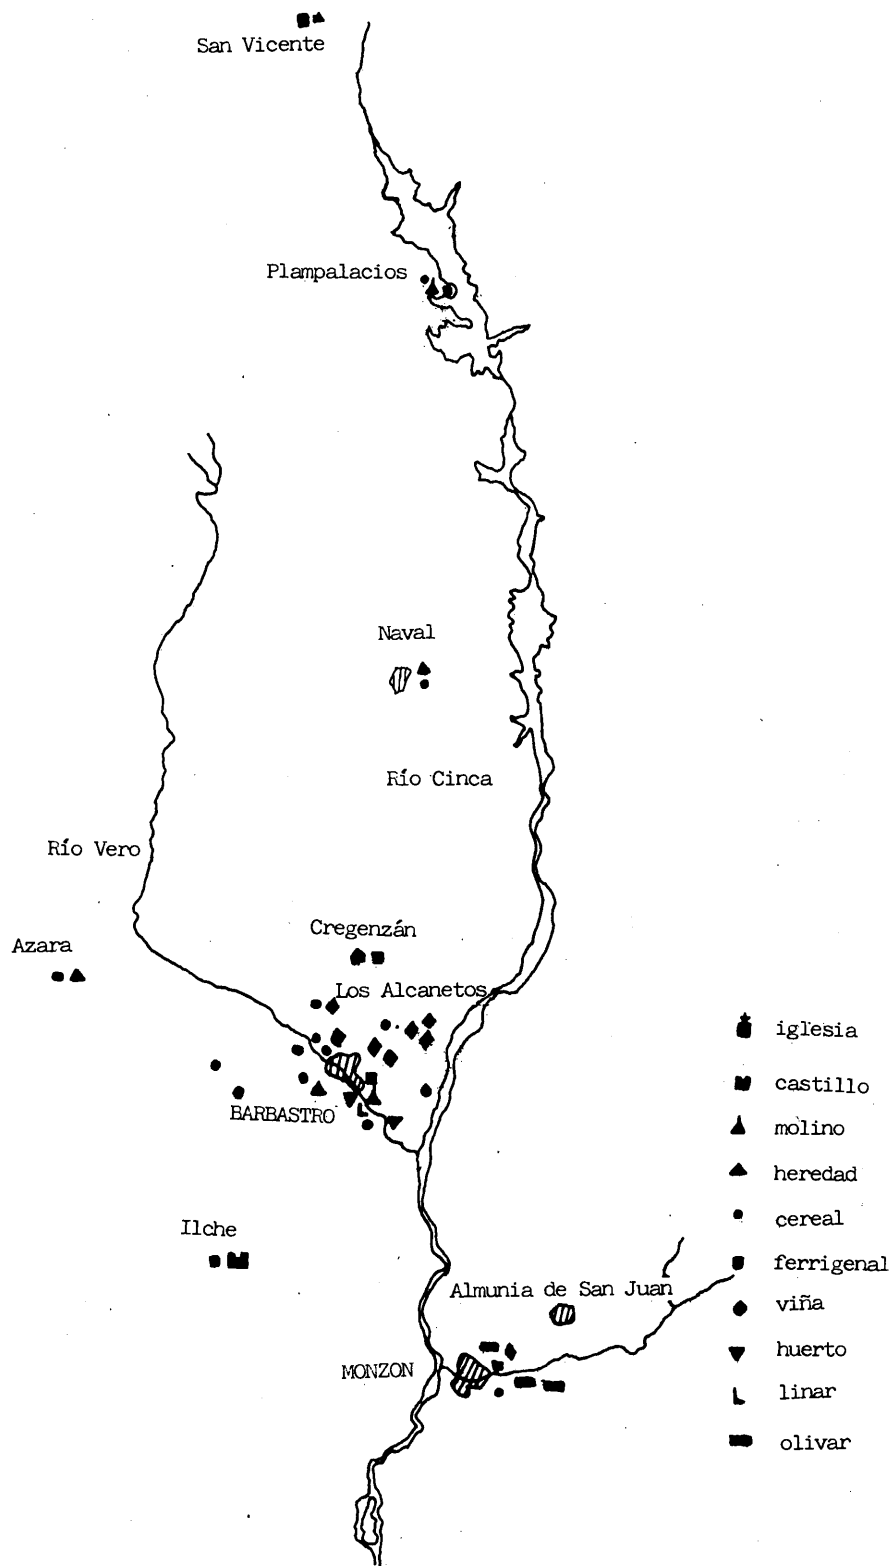 San Vicente
Plampalacios
Naval
Río Cinca
Río Vero
Cregenzán
Azara
Los Alcanetos
BARBASTRO
Ilche
Almunia de San Juan
MONZON
iglesia
castillo
molino
heredad
cereal
ferrigenal
viña
huerto
linar
olivar